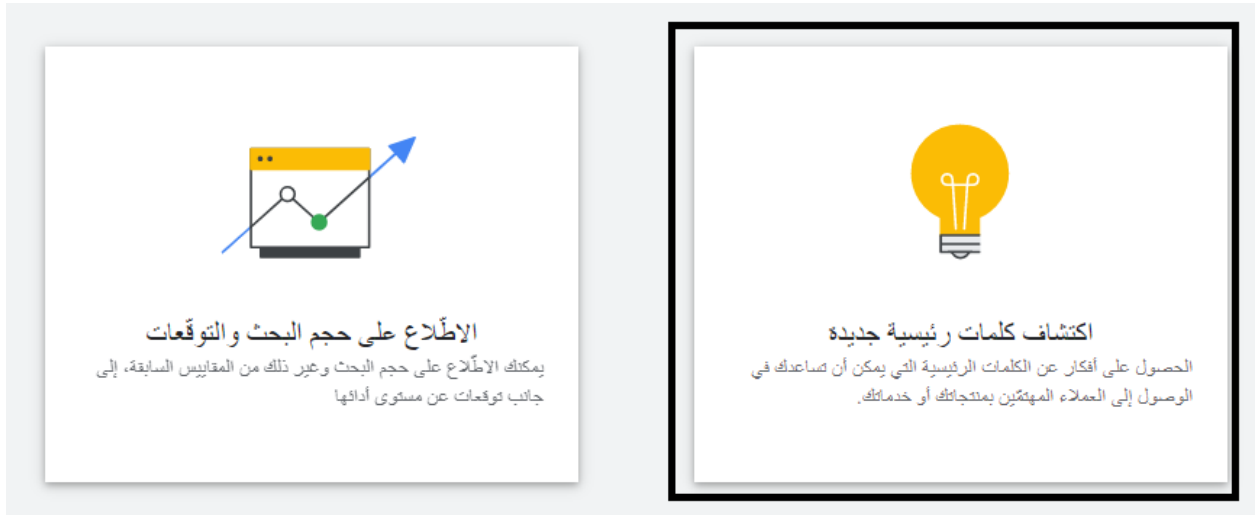 اكتشاف كلمات رئيسية جديدة
الحصول على أفكار عن الكلمات الرئيسية التي يمكن أن تساعدك في
الوصول إلى العملاء المهتمّين بمنتجاتك أو خدماتك.
الاطّلاع على حجم البحث والتوقّعات
يمكنك الاطّلاع على حجم البحث وغير ذلك من المقاييس السابقة، إلى
جانب توقعات عن مستوى أدائها